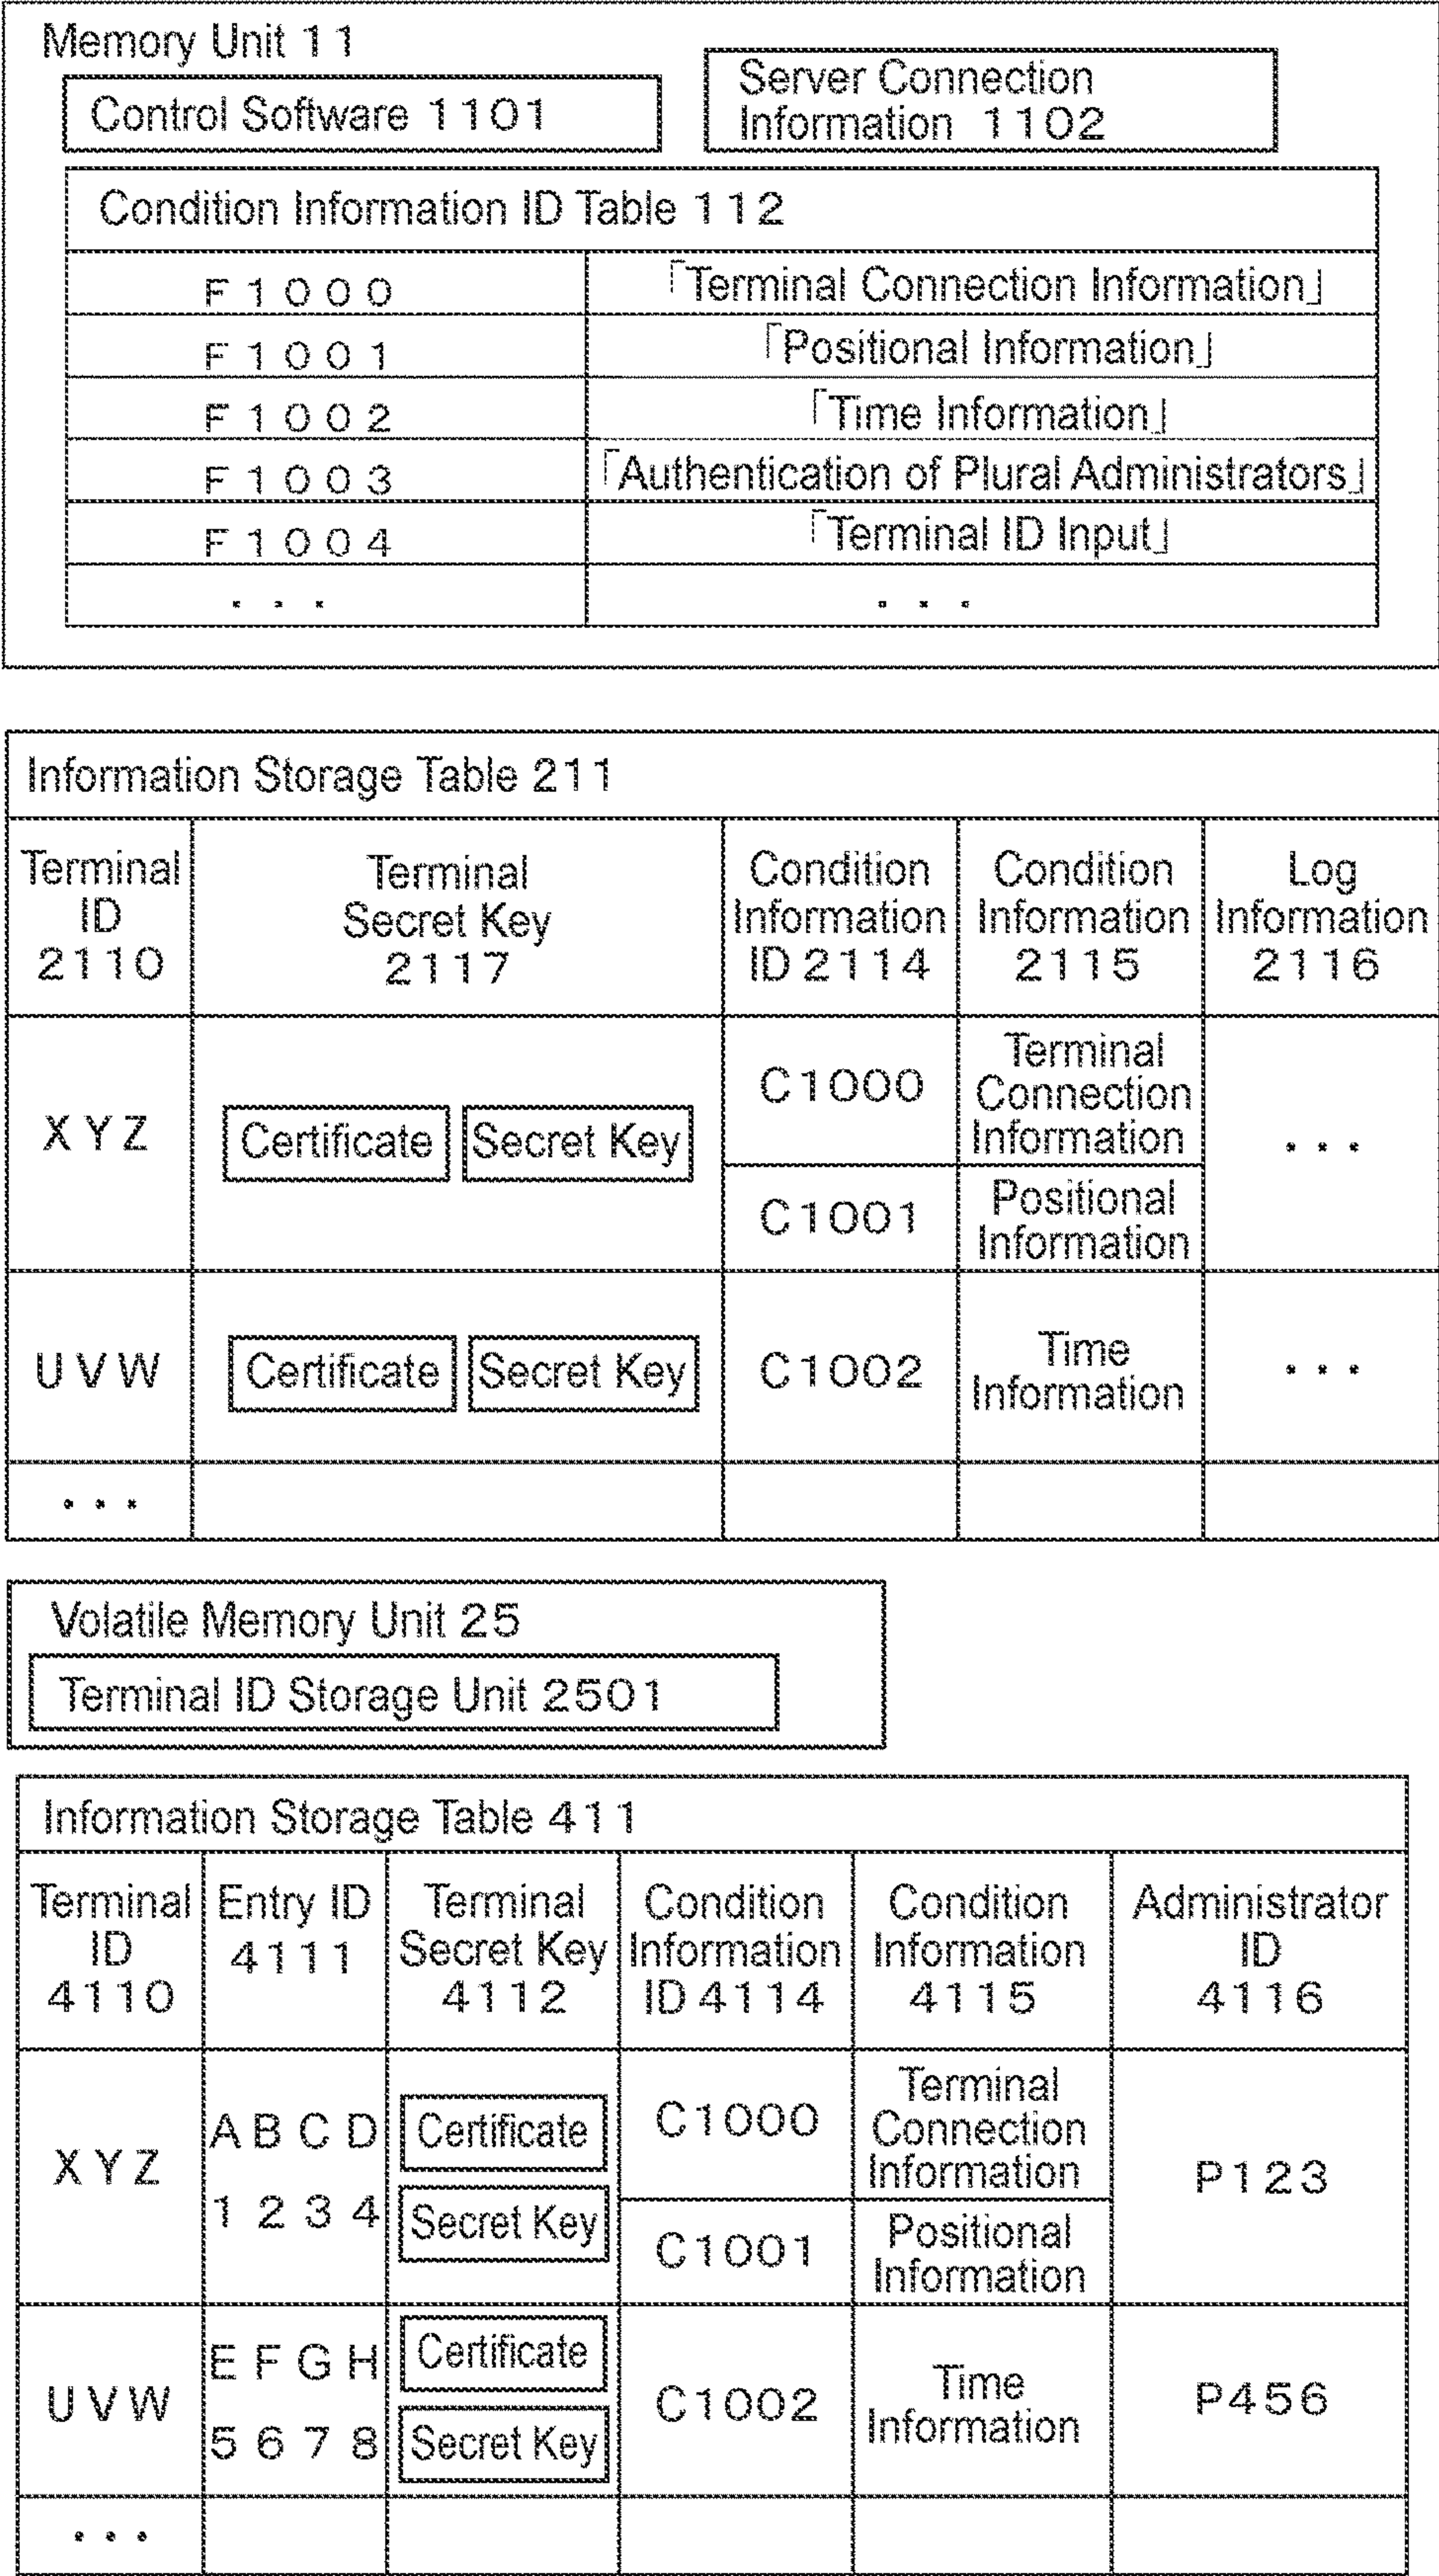 Memory Unit 11
Control Software 1101
Server Connection
Information 1102
Condition Information ID Table 112
F1000 「Terminal Connection Information」
F1001 「Positional Information」
F1002 「Time Information」
F1003 「Authentication of Plural Administrators」
F1004 「Terminal ID Input」
... ...
Information Storage Table 211
Terminal
ID
2110
Terminal
Secret Key
2117
Condition
Information
ID 2114
Condition
Information
2115
Log
Information
2116
XYZ
Certificate
Secret Key
C1000
Terminal
Connection
Information
...
C1001
Positional
Information
UVW
Certificate
Secret Key
C1002
Time
Information
...
...
Volatile Memory Unit 25
Terminal ID Storage Unit 2501
Information Storage Table 411
Terminal
ID
4110
Entry ID
4111
Terminal
Secret Key
4112
Condition
Information
ID 4114
Condition
Information
4115
Administrator
ID
4116
XYZ
ABCD
1234
Certificate
Secret Key
C1000
Terminal
Connection
Information
C1001
Positional
Information
P123
UVW
EFGH
5678
Certificate
Secret Key
C1002
Time
Information
P456
...